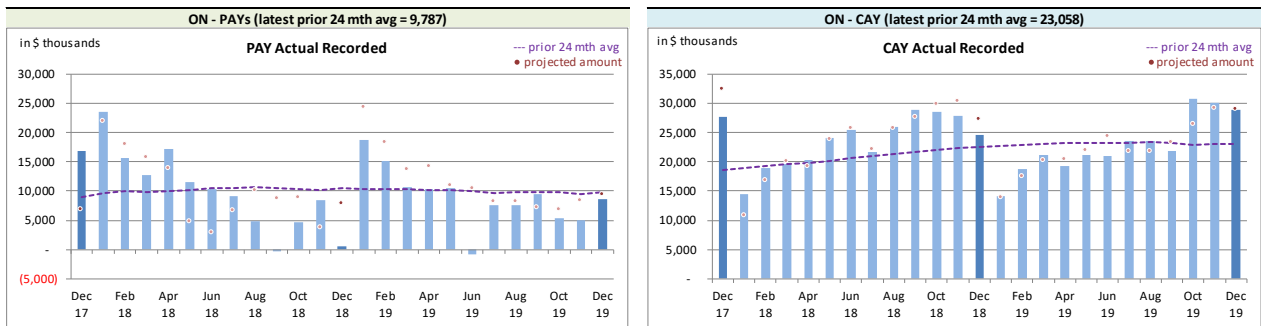 ON - PAYs (latest prior 24 mth avg = 9,787)
in $ thousands
PAY Actual Recorded
--- prior 24 mth avg
• projected amount
30,000
25,000
20,000
15,000
10,000
5,000
-
(5,000)
Dec Feb Apr Jun Aug Oct Dec Feb Apr Jun Aug Oct Dec
17 18 18 18 18 18 18 19 19 19 19 19 19
ON - CAY (latest prior 24 mth avg = 23,058)
in $ thousands
CAY Actual Recorded
--- prior 24 mth avg
• projected amount
35,000
30,000
25,000
20,000
15,000
10,000
5,000
-
Dec Feb Apr Jun Aug Oct Dec Feb Apr Jun Aug Oct Dec
17 18 18 18 18 18 18 19 19 19 19 19 19